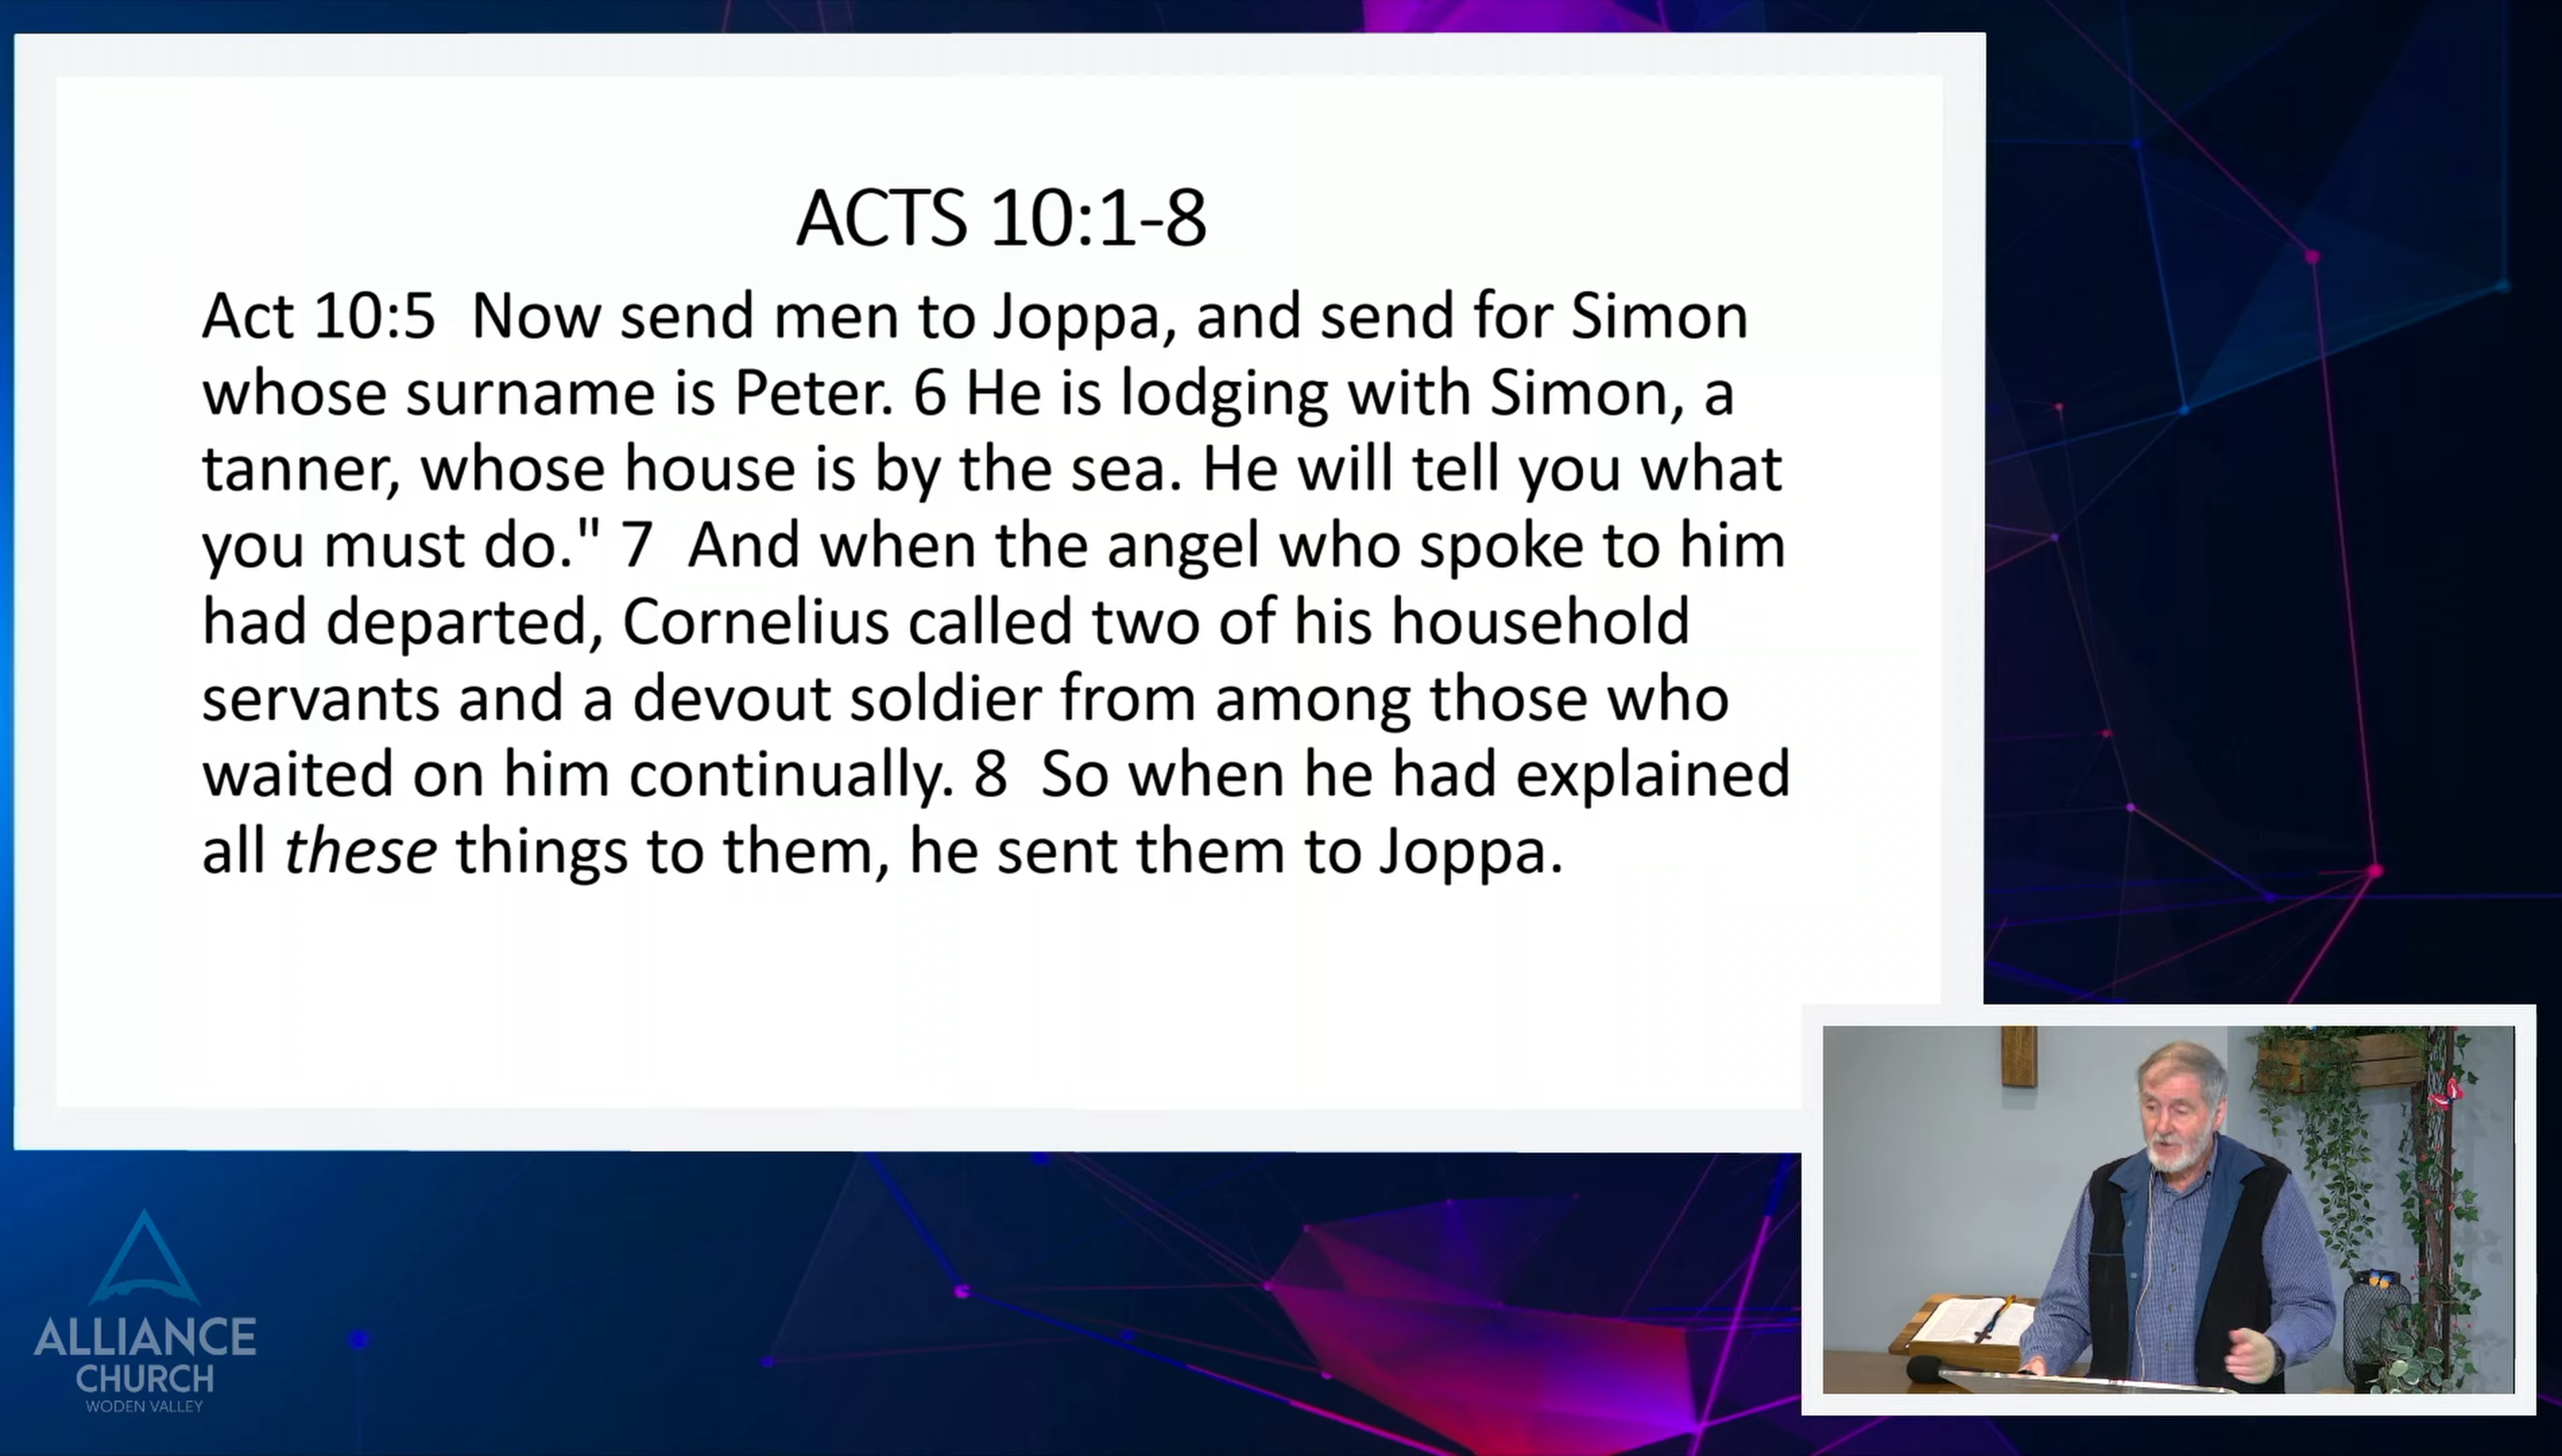 ACTS 10:1-8
Act 10:5  Now send men to Joppa, and send for Simon
whose surname is Peter. 6 He is lodging with Simon, a
tanner, whose house is by the sea. He will tell you what
you must do." 7  And when the angel who spoke to him
had departed, Cornelius called two of his household
servants and a devout soldier from among those who
waited on him continually. 8  So when he had explained
all these things to them, he sent them to Joppa.
ALLIANCE
CHURCH
WODEN VALLEY